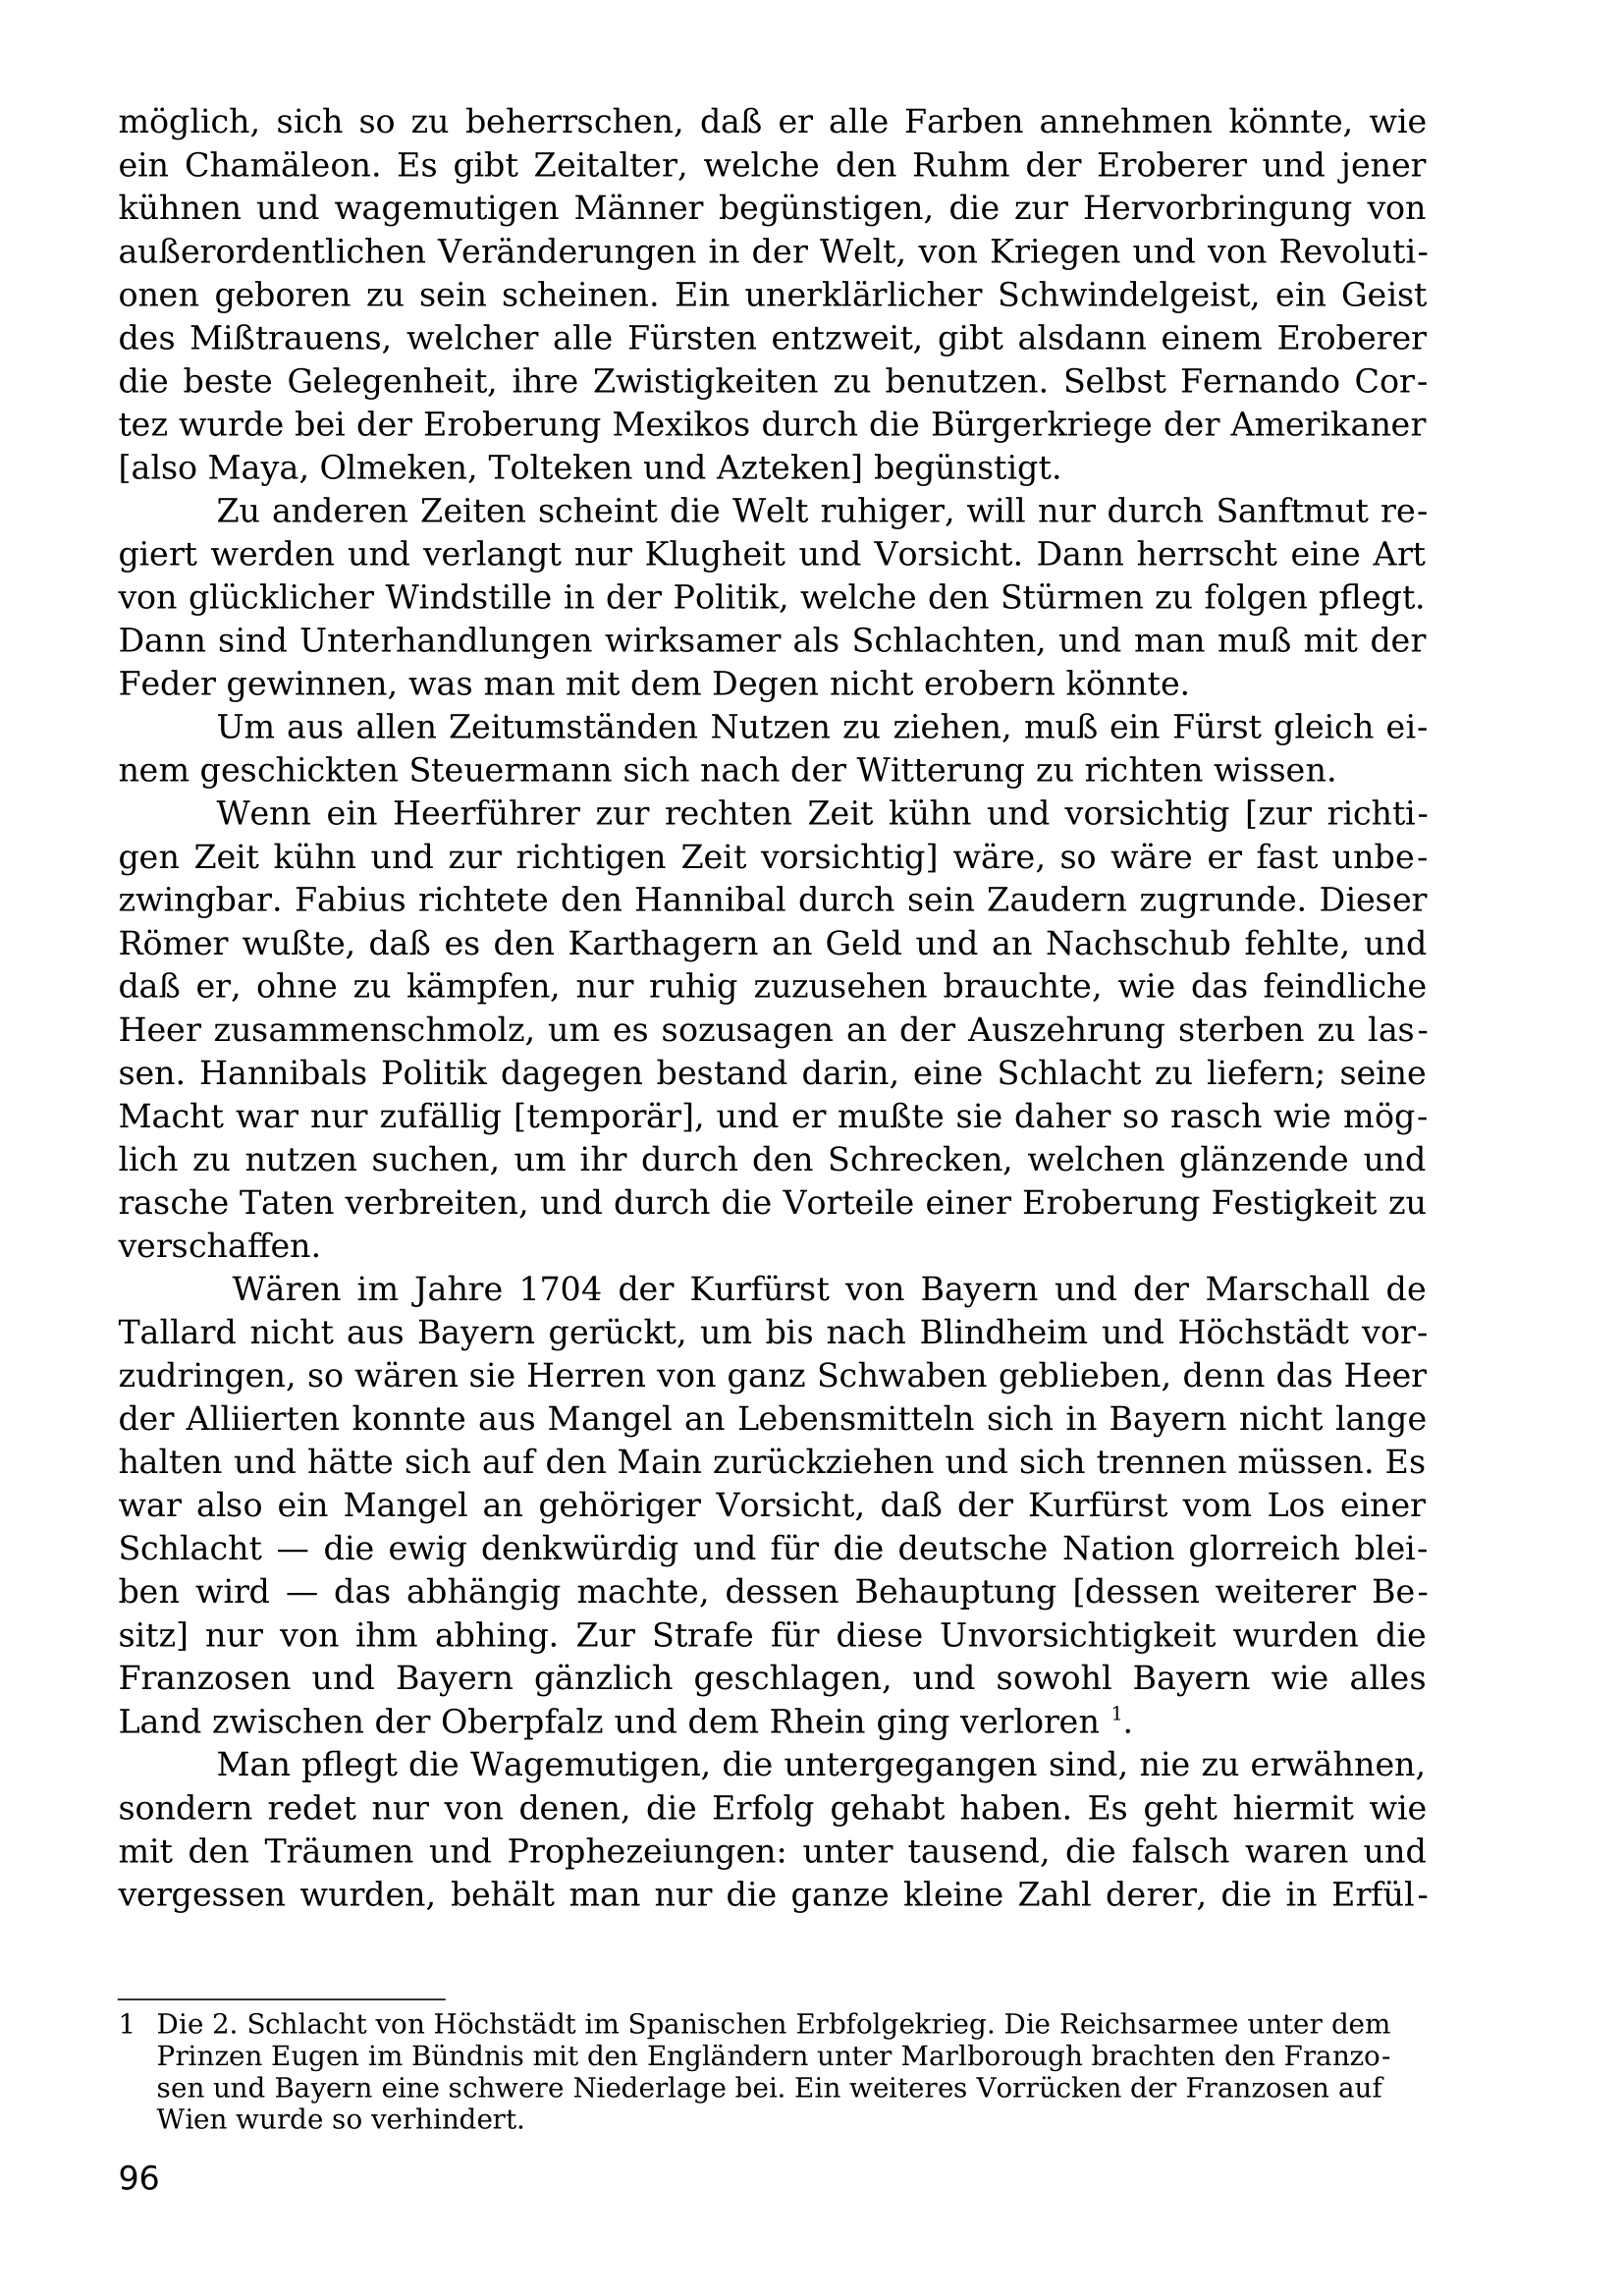 möglich, sich so zu beherrschen, daß er alle Farben annehmen könnte, wie
ein Chamäleon. Es gibt Zeitalter, welche den Ruhm der Eroberer und jener
kühnen und wagemutigen Männer begünstigen, die zur Hervorbringung von
außerordentlichen Veränderungen in der Welt, von Kriegen und von Revoluti-
onen geboren zu sein scheinen. Ein unerklärlicher Schwindelgeist, ein Geist
des Mißtrauens, welcher alle Fürsten entzweit, gibt alsdann einem Eroberer
die beste Gelegenheit, ihre Zwistigkeiten zu benutzen. Selbst Fernando Cor-
tez wurde bei der Eroberung Mexikos durch die Bürgerkriege der Amerikaner
[also Maya, Olmeken, Tolteken und Azteken] begünstigt.
Zu anderen Zeiten scheint die Welt ruhiger, will nur durch Sanftmut re-
giert werden und verlangt nur Klugheit und Vorsicht. Dann herrscht eine Art
von glücklicher Windstille in der Politik, welche den Stürmen zu folgen pflegt.
Dann sind Unterhandlungen wirksamer als Schlachten, und man muß mit der
Feder gewinnen, was man mit dem Degen nicht erobern könnte.
Um aus allen Zeitumständen Nutzen zu ziehen, muß ein Fürst gleich ei-
nem geschickten Steuermann sich nach der Witterung zu richten wissen.
Wenn ein Heerführer zur rechten Zeit kühn und vorsichtig [zur richti-
gen Zeit kühn und zur richtigen Zeit vorsichtig] wäre, so wäre er fast unbe-
zwingbar. Fabius richtete den Hannibal durch sein Zaudern zugrunde. Dieser
Römer wußte, daß es den Karthagern an Geld und an Nachschub fehlte, und
daß er, ohne zu kämpfen, nur ruhig zuzusehen brauchte, wie das feindliche
Heer zusammenschmolz, um es sozusagen an der Auszehrung sterben zu las-
sen. Hannibals Politik dagegen bestand darin, eine Schlacht zu liefern; seine
Macht war nur zufällig [temporär], und er mußte sie daher so rasch wie mög-
lich zu nutzen suchen, um ihr durch den Schrecken, welchen glänzende und
rasche Taten verbreiten, und durch die Vorteile einer Eroberung Festigkeit zu
verschaffen.
Wären im Jahre 1704 der Kurfürst von Bayern und der Marschall de
Tallard nicht aus Bayern gerückt, um bis nach Blindheim und Höchstädt vor-
zudringen, so wären sie Herren von ganz Schwaben geblieben, denn das Heer
der Alliierten konnte aus Mangel an Lebensmitteln sich in Bayern nicht lange
halten und hätte sich auf den Main zurückziehen und sich trennen müssen. Es
war also ein Mangel an gehöriger Vorsicht, daß der Kurfürst vom Los einer
Schlacht — die ewig denkwürdig und für die deutsche Nation glorreich blei-
ben wird — das abhängig machte, dessen Behauptung [dessen weiterer Be-
sitz] nur von ihm abhing. Zur Strafe für diese Unvorsichtigkeit wurden die
Franzosen und Bayern gänzlich geschlagen, und sowohl Bayern wie alles
Land zwischen der Oberpfalz und dem Rhein ging verloren 1.
Man pflegt die Wagemutigen, die untergegangen sind, nie zu erwähnen,
sondern redet nur von denen, die Erfolg gehabt haben. Es geht hiermit wie
mit den Träumen und Prophezeiungen: unter tausend, die falsch waren und
vergessen wurden, behält man nur die ganze kleine Zahl derer, die in Erfül-
1 Die 2. Schlacht von Höchstädt im Spanischen Erbfolgekrieg. Die Reichsarmee unter dem
Prinzen Eugen im Bündnis mit den Engländern unter Marlborough brachten den Franzo-
sen und Bayern eine schwere Niederlage bei. Ein weiteres Vorrücken der Franzosen auf
Wien wurde so verhindert.
96